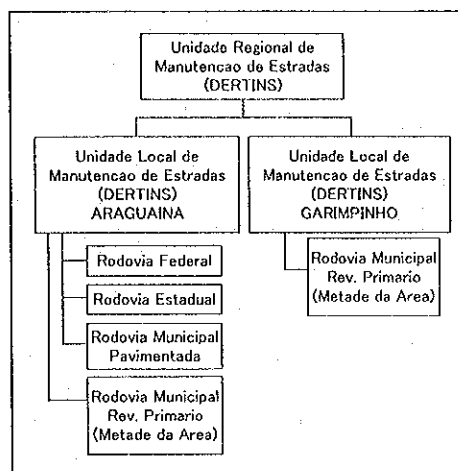 Unidade Regional de
Manutencao de Estradas
(DERTINS)
Unidade Local de
Manutencao de Estradas
(DERTINS)
ARAGUAINA
Unidade Local de
Manutencao de Estradas
(DERTINS)
GARIMPINHO
Rodovia Federal
Rodovia Estadual
Rodovia Municipal
Pavimentada
Rodovia Municipal
Rev. Primario
(Metade da Area)
Rodovia Municipal
Rev. Primario
(Metade da Area)